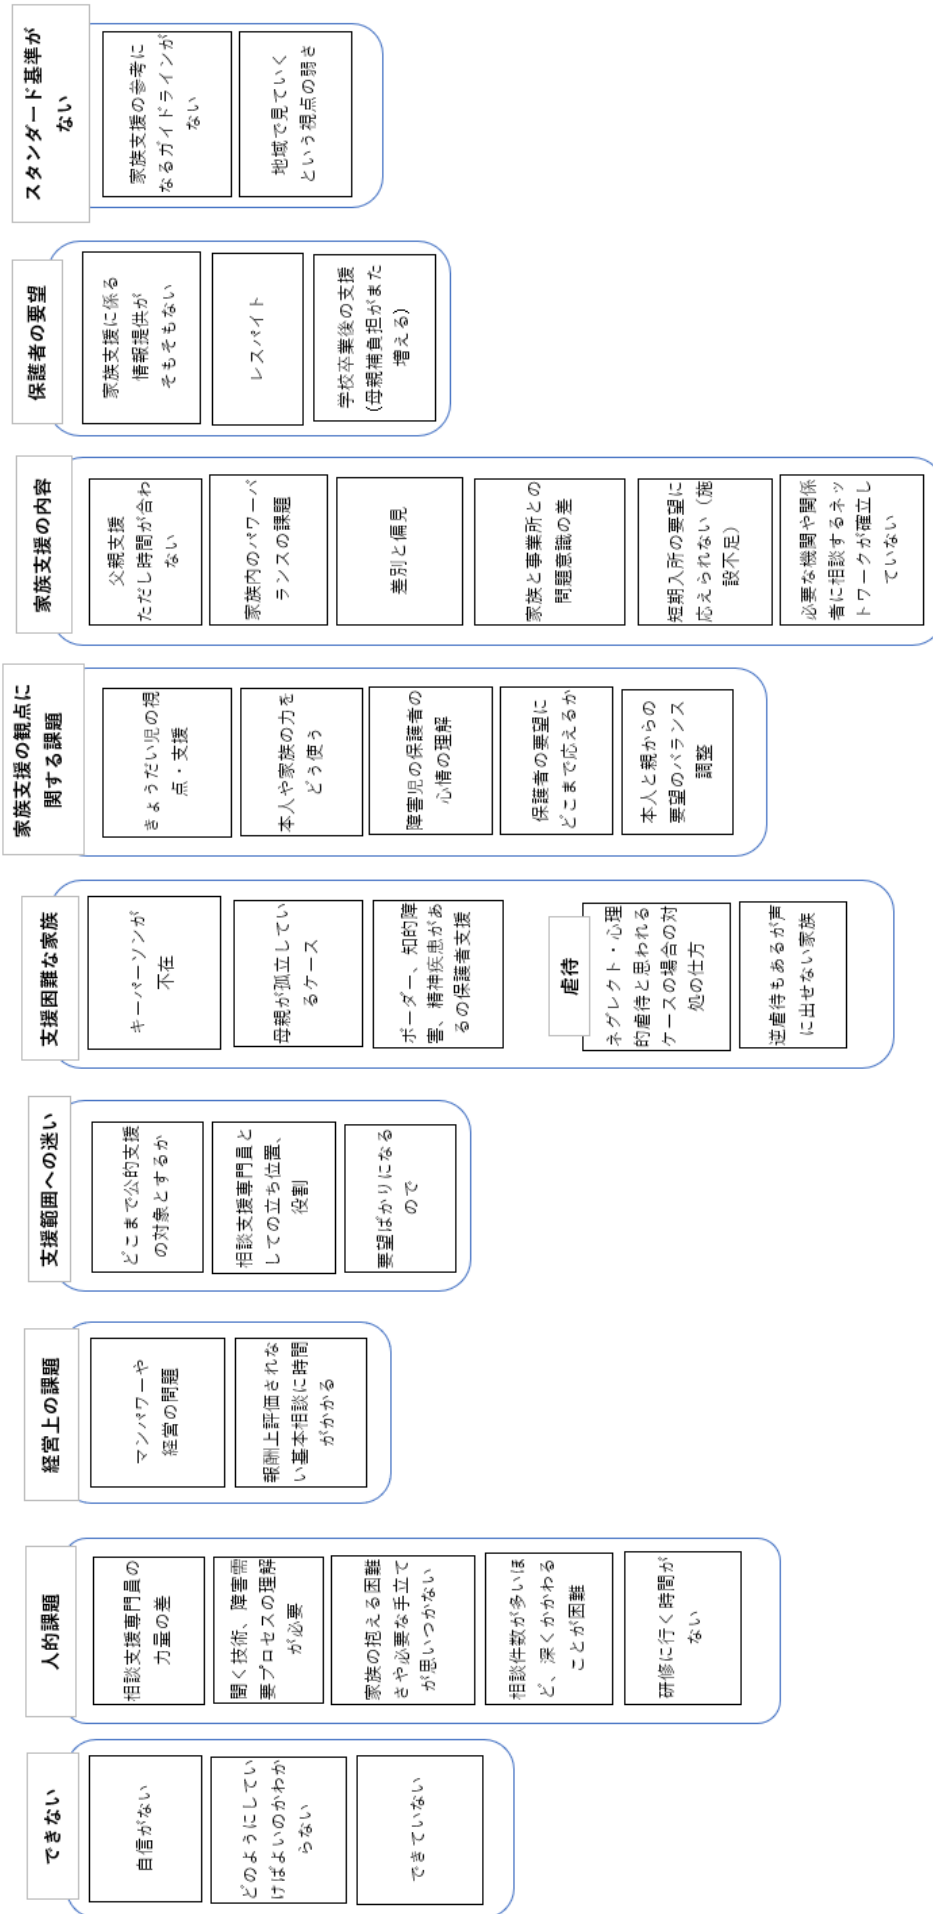 できない
自信がない
どのようにしてい
けばよいのかわか
らない
できていない
人的課題
相談支援専門員の
力量の差
聞く技術、障害需
要プロセスの理解
が必要
家族の抱える困難
さや必要な手立て
が思いつかない
相談件数が多いほ
ど、深くかかわる
ことが困難
研修に行く時間が
ない
経営上の課題
マンパワーや
経営の問題
報酬上評価されな
い基本相談に時間
がかかる
支援範囲への迷い
どこまで公的支援
の対象とするか
相談支援専門員と
しての立ち位置、
役割
要望ばかりになる
ので
支援困難な家族
キーパーソンが
不在
母親が孤立してい
るケース
ボーダー、知的障
害、精神疾患があ
るの保護者支援
虐待
ネグレクト・心理
的虐待と思われる
ケースの場合の対
処の仕方
逆虐待もあるが声
に出せない家族
家族支援の観点に
関する課題
きょうだい児の視
点・支援
本人や家族の力を
どう使う
障害児の保護者の
心情の理解
保護者の要望に
どこまで応えるか
本人と親からの
要望のバランス
調整
家族支援の内容
父親支援
ただし時間が合わ
ない
家族内のパワーバ
ランスの課題
差別と偏見
家族と事業所との
問題意識の差
短期入所の要望に
応えられない（施
設不足）
必要な機関や関係
者に相談するネッ
トワークが確立し
ていない
保護者の要望
家族支援に係る
情報提供が
そもそもない
レスパイト
学校卒業後の支援
(母親補負担がまた
増える)
スタンダード基準が
ない
家族支援の参考に
なるガイドラインが
ない
地域で見ていく
という視点の弱さ